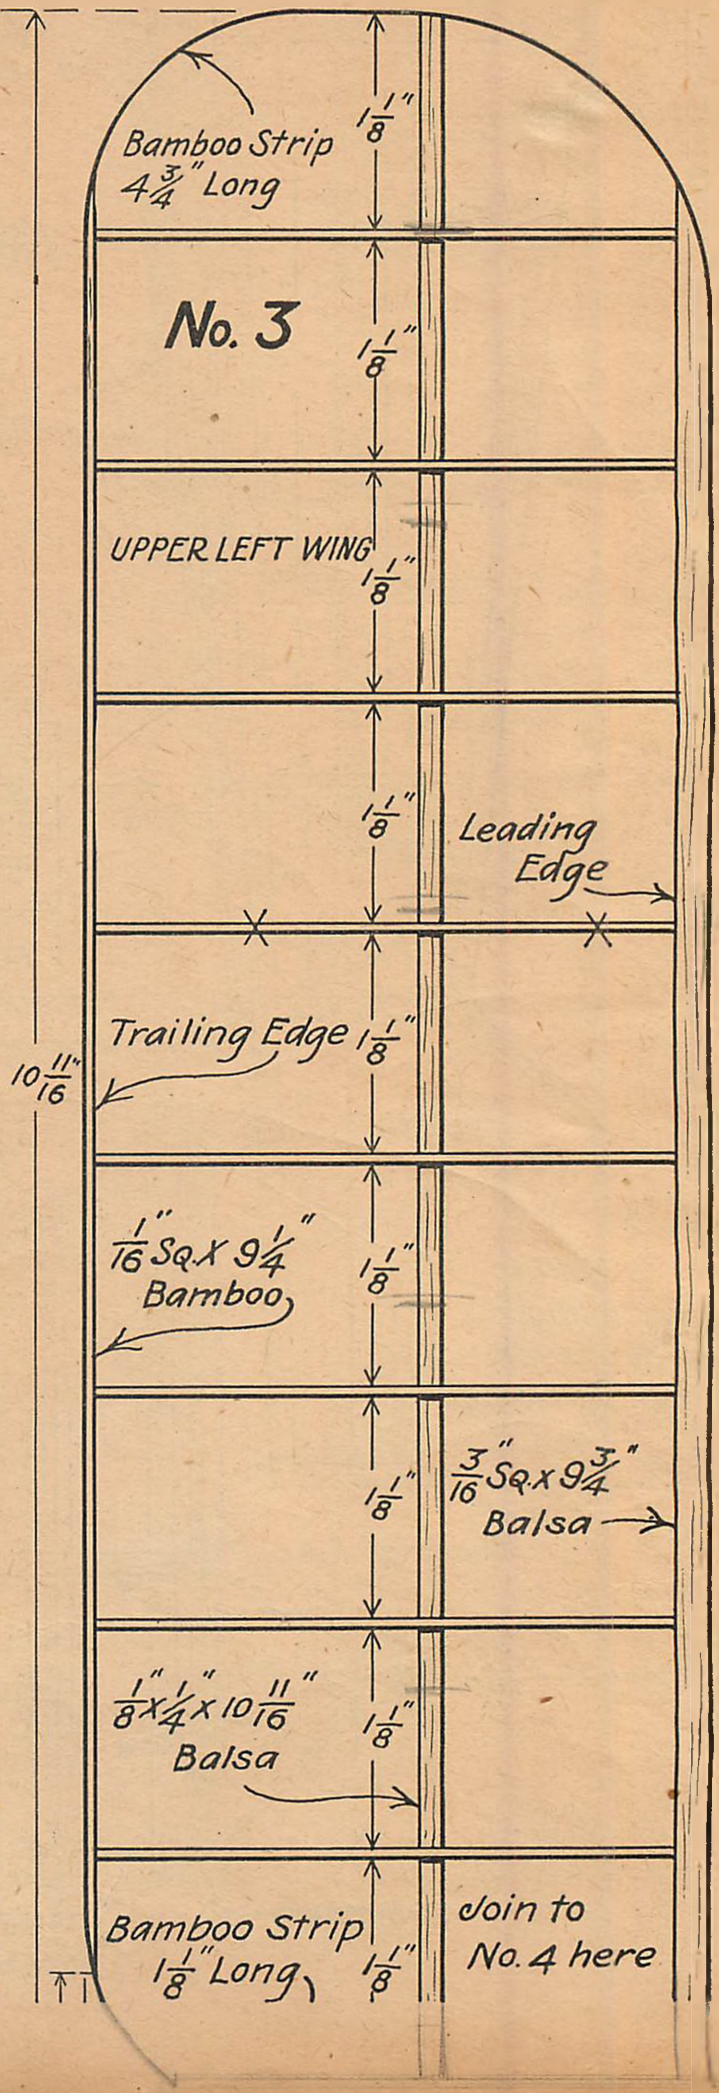 1 1/8"
Bamboo Strip
4 3/4" Long
No. 3
1 1/8"
UPPER LEFT WING
1 1/8"
1 1/8"
Leading
Edge
X X
Trailing Edge
1 1/8"
10 11/16"
1/16" SQ. X 9 1/4"
Bamboo
1 1/8"
1 1/8"
3/16" SQ. X 9 3/4"
Balsa
1/8" X 1/4" X 10 11/16"
Balsa
1 1/8"
Bamboo Strip
1 1/8" Long
1 1/8"
Join to
No. 4 here